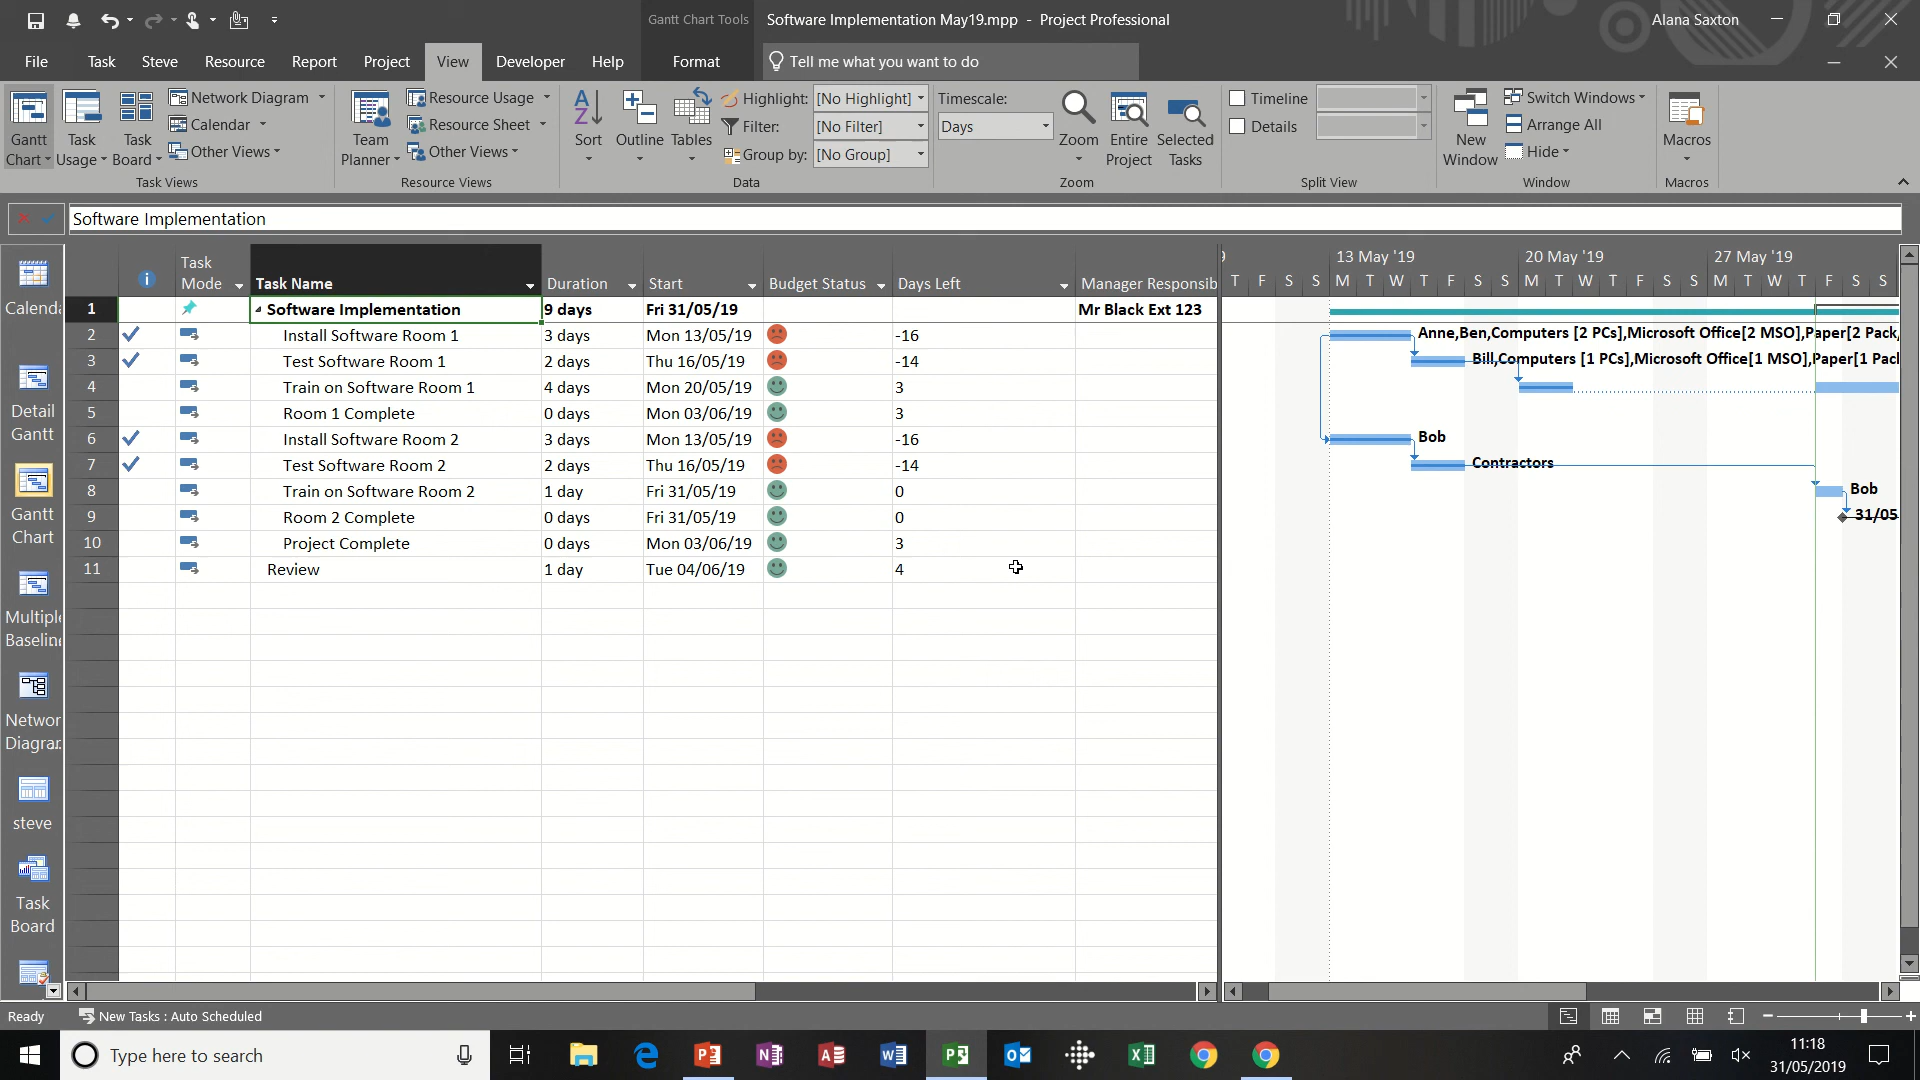 Gantt Chart Tools
Software Implementation May19.mpp - Project Professional
Alana Saxton
File Task Steve Resource Report Project View Developer Help Format Tell me what you want to do
Gantt Chart
Task Usage
Task Board
Network Diagram
Calendar
Other Views
Task Views
Team Planner
Resource Usage
Resource Sheet
Other Views
Resource Views
Sort
Outline
Tables
Highlight: [No Highlight]
Filter: [No Filter]
Group by: [No Group]
Data
Timescale:
Days
Zoom
Entire Project
Selected Tasks
Zoom
Timeline
Details
Split View
New Window
Switch Windows
Arrange All
Hide
Window
Macros
Macros
Software Implementation
Calenda
Detail Gantt
Gantt Chart
Multiple
Baselin
Networ
Diagrar
steve
Task Board
Task Mode Task Name Duration Start Budget Status Days Left Manager Responsib
1 Software Implementation 9 days Fri 31/05/19 Mr Black Ext 123
2 Install Software Room 1 3 days Mon 13/05/19 -16
3 Test Software Room 1 2 days Thu 16/05/19 -14
4 Train on Software Room 1 4 days Mon 20/05/19 3
5 Room 1 Complete 0 days Mon 03/06/19 3
6 Install Software Room 2 3 days Mon 13/05/19 -16
7 Test Software Room 2 2 days Thu 16/05/19 -14
8 Train on Software Room 2 1 day Fri 31/05/19 0
9 Room 2 Complete 0 days Fri 31/05/19 0
10 Project Complete 0 days Mon 03/06/19 3
11 Review 1 day Tue 04/06/19 4
9 13 May '19 20 May '19 27 May '19
T F S S M T W T F S S M T W T F S S M T W T F S S
Anne,Ben,Computers [2 PCs],Microsoft Office[2 MSO],Paper[2 Pack,
Bill,Computers [1 PCs],Microsoft Office[1 MSO],Paper[1 Pack
Bob
Contractors
Bob
31/05
Ready New Tasks : Auto Scheduled
Type here to search
11:18
31/05/2019